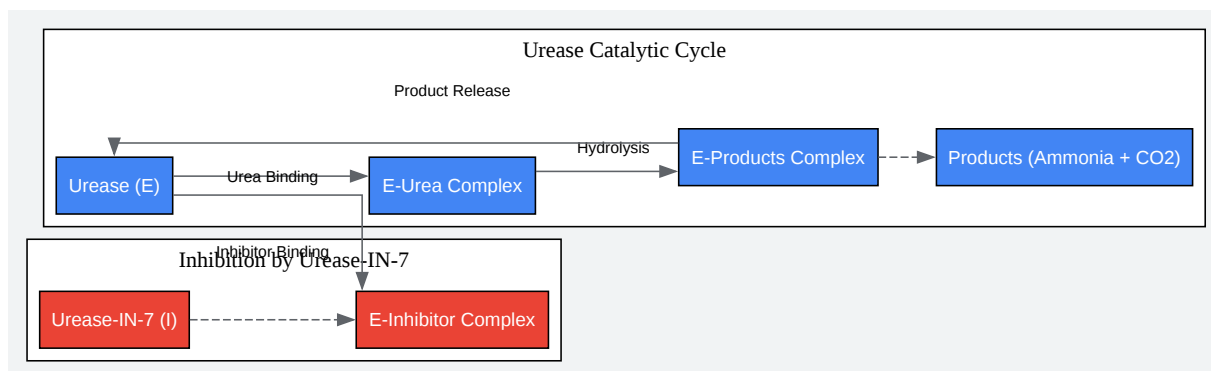 Urease Catalytic Cycle
Product Release
Hydrolysis
E-Products Complex
Products (Ammonia + CO2)
Urease (E)
Urea Binding
E-Urea Complex
Inhibitor Binding
Inhibition by Urease-IN-7
Urease-IN-7 (I)
E-Inhibitor Complex